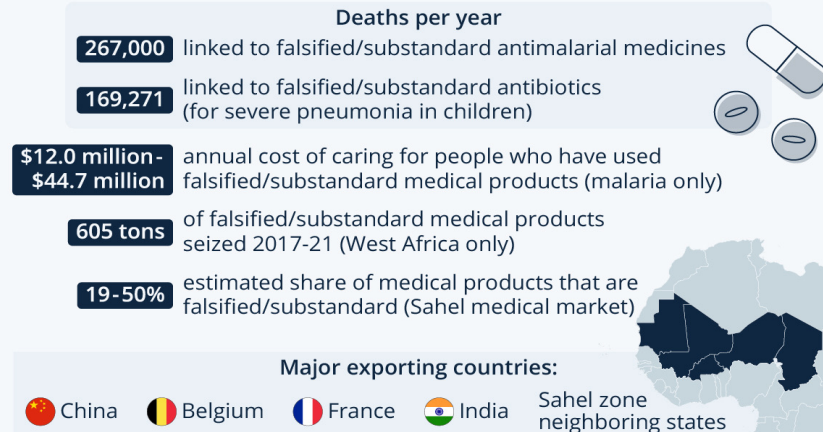 Deaths per year
267,000 linked to falsified/substandard antimalarial medicines
169,271 linked to falsified/substandard antibiotics
(for severe pneumonia in children)
$12.0 million- annual cost of caring for people who have used
$44.7 million falsified/substandard medical products (malaria only)
605 tons of falsified/substandard medical products
seized 2017-21 (West Africa only)
19-50% estimated share of medical products that are
falsified/substandard (Sahel medical market)
Major exporting countries:
China Belgium France India Sahel zone
neighboring states